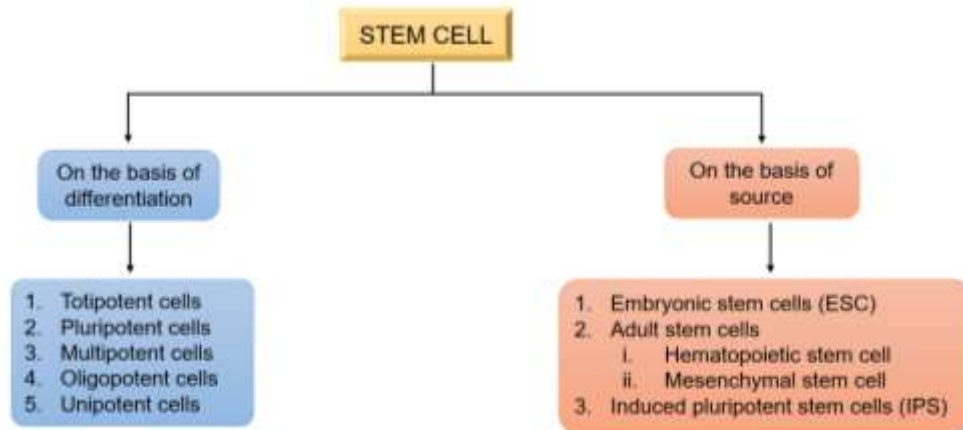 STEM CELL
On the basis of
differentiation
1. Totipotent cells
2. Pluripotent cells
3. Multipotent cells
4. Oligopotent cells
5. Unipotent cells
On the basis of
source
1. Embryonic stem cells (ESC)
2. Adult stem cells
i. Hematopoietic stem cell
ii. Mesenchymal stem cell
3. Induced pluripotent stem cells (IPS)